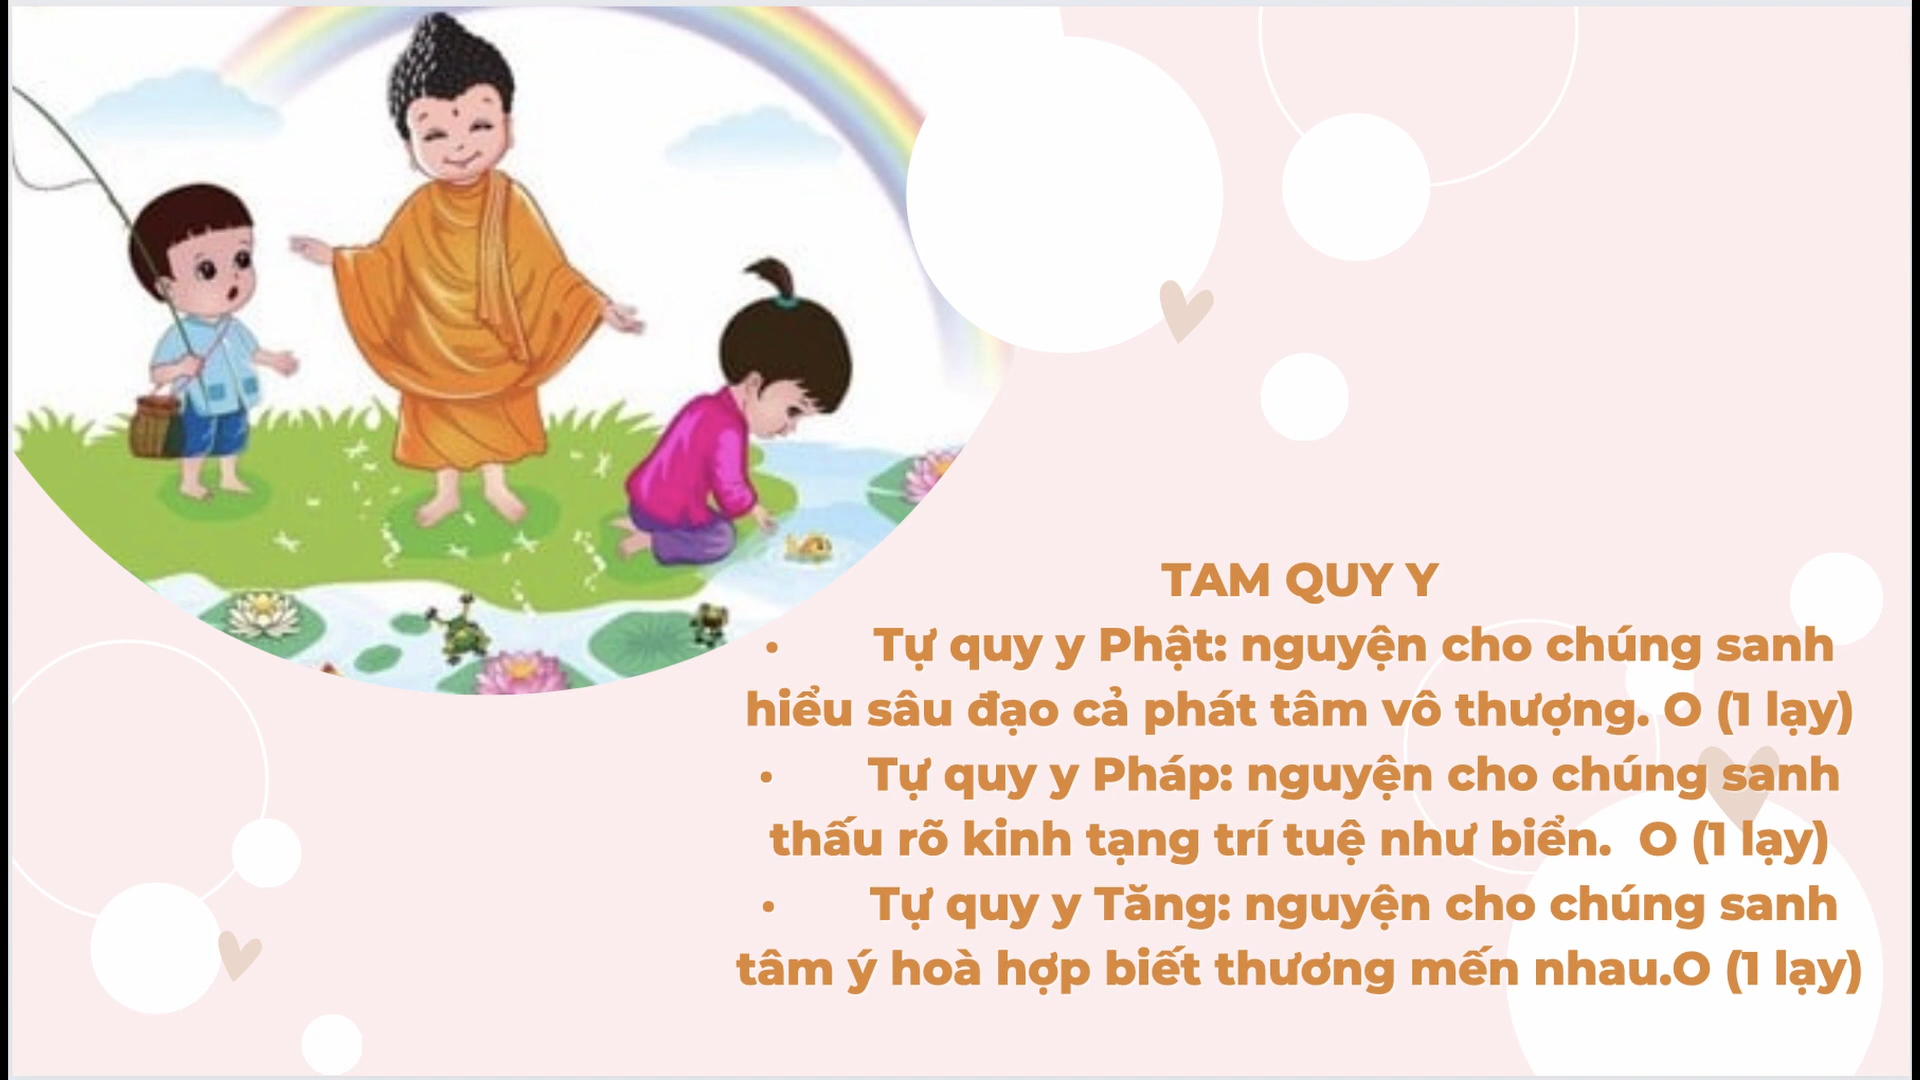 TAM QUY Y
• Tự quy y Phật: nguyện cho chúng sanh
hiểu sâu đạo cả phát tâm vô thượng. O (1 lạy)
• Tự quy y Pháp: nguyện cho chúng sanh
thấu rõ kinh tạng trí tuệ như biển. O (1 lạy)
• Tự quy y Tăng: nguyện cho chúng sanh
tâm ý hoà hợp biết thương mến nhau.O (1 lạy)